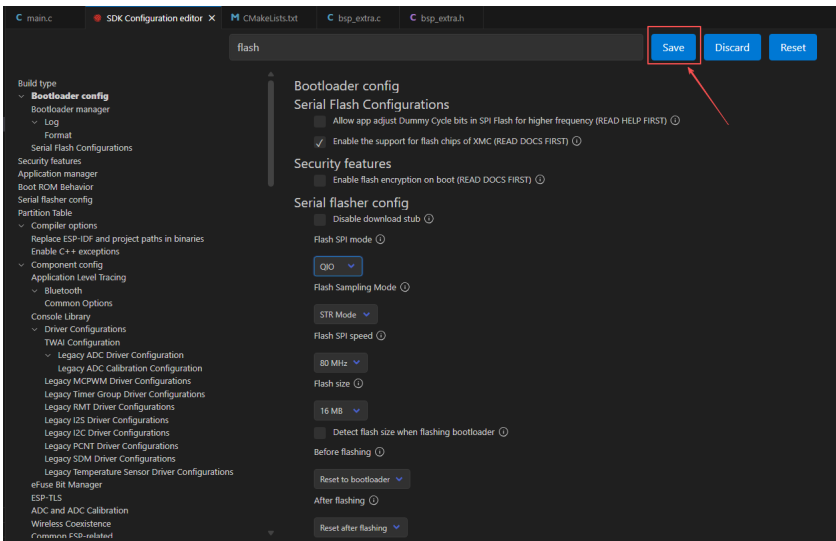 C main.c SDK Configuration editor × M CMakeLists.txt C bsp_extra.c C bsp_extra.h
flash Save Discard Reset
Build type
Bootloader config
Bootloader manager
Log
Format
Serial Flash Configurations
Security features
Application manager
Boot ROM Behavior
Serial flasher config
Partition Table
Compiler options
Replace ESP-IDF and project paths in binaries
Enable C++ exceptions
Component config
Application Level Tracing
Bluetooth
Common Options
Console Library
Driver Configurations
TWAI Configuration
Legacy ADC Driver Configuration
Legacy ADC Calibration Configuration
Legacy MCPWM Driver Configurations
Legacy Timer Group Driver Configurations
Legacy RMT Driver Configurations
Legacy I2S Driver Configurations
Legacy I2C Driver Configurations
Legacy PCNT Driver Configurations
Legacy SDM Driver Configurations
Legacy Temperature Sensor Driver Configurations
eFuse Bit Manager
ESP-TLS
ADC and ADC Calibration
Wireless Coexistence
Common ESP-related
Bootloader config
Serial Flash Configurations
Allow app adjust Dummy Cycle bits in SPI Flash for higher frequency (READ HELP FIRST)
Enable the support for flash chips of XMC (READ DOCS FIRST)
Security features
Enable flash encryption on boot (READ DOCS FIRST)
Serial flasher config
Disable download stub
Flash SPI mode
QIO
Flash Sampling Mode
STR Mode
Flash SPI speed
80 MHz
Flash size
16 MB
Detect flash size when flashing bootloader
Before flashing
Reset to bootloader
After flashing
Reset after flashing